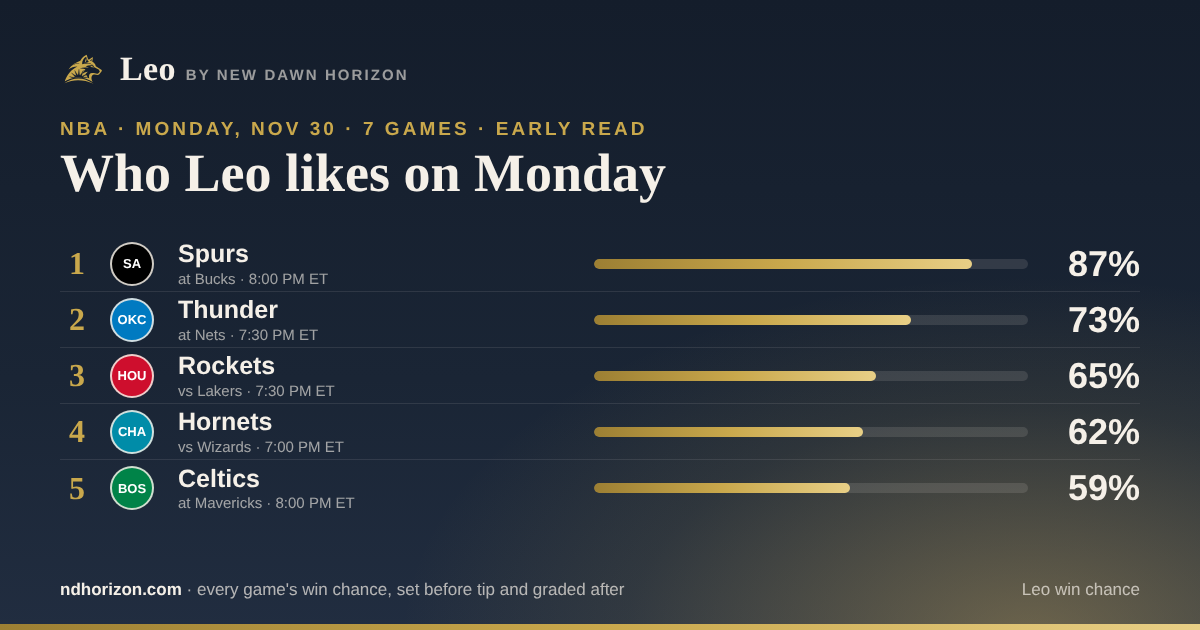 Leo BY NEW DAWN HORIZON
NBA · MONDAY, NOV 30 · 7 GAMES · EARLY READ
Who Leo likes on Monday
1 SA Spurs 87%
at Bucks · 8:00 PM ET
2 OKC Thunder 73%
at Nets · 7:30 PM ET
3 HOU Rockets 65%
vs Lakers · 7:30 PM ET
4 CHA Hornets 62%
vs Wizards · 7:00 PM ET
5 BOS Celtics 59%
at Mavericks · 8:00 PM ET
ndhorizon.com · every game's win chance, set before tip and graded after Leo win chance